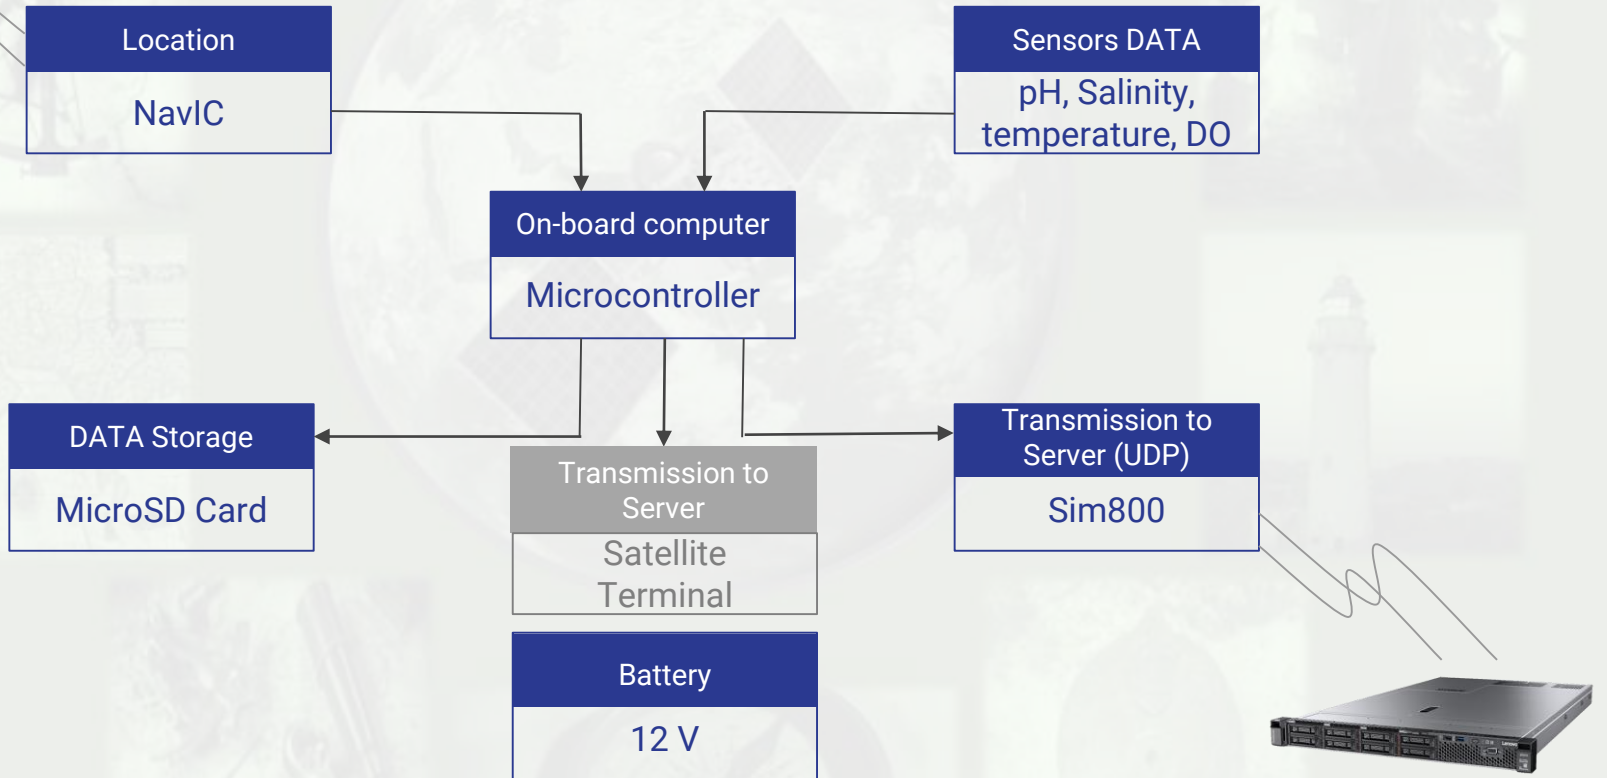 Location
NavIC
Sensors DATA
pH, Salinity,
temperature, DO
On-board computer
Microcontroller
DATA Storage
MicroSD Card
Transmission to
Server
Satellite
Terminal
Transmission to
Server (UDP)
Sim800
Battery
12 V